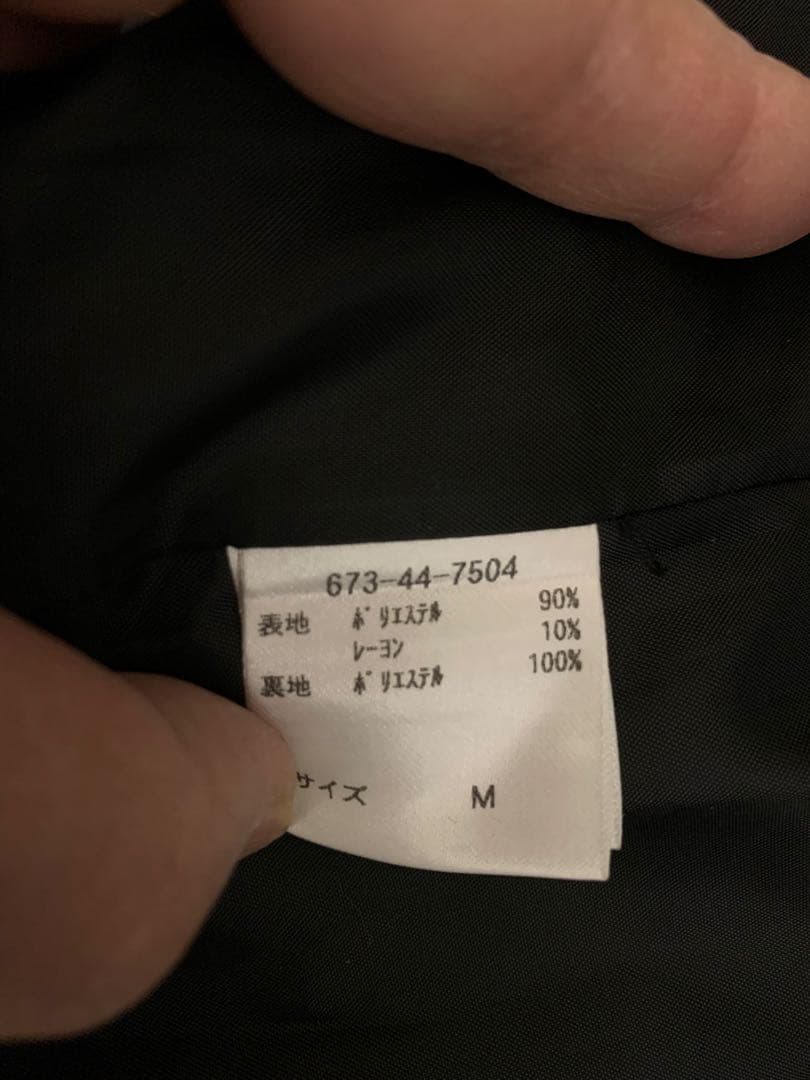 673-44-7504
表地 ﾎﾟﾘｴｽﾃﾙ 90%
ﾚｰﾖﾝ 10%
裏地 ﾎﾟﾘｴｽﾃﾙ 100%
サイズ M